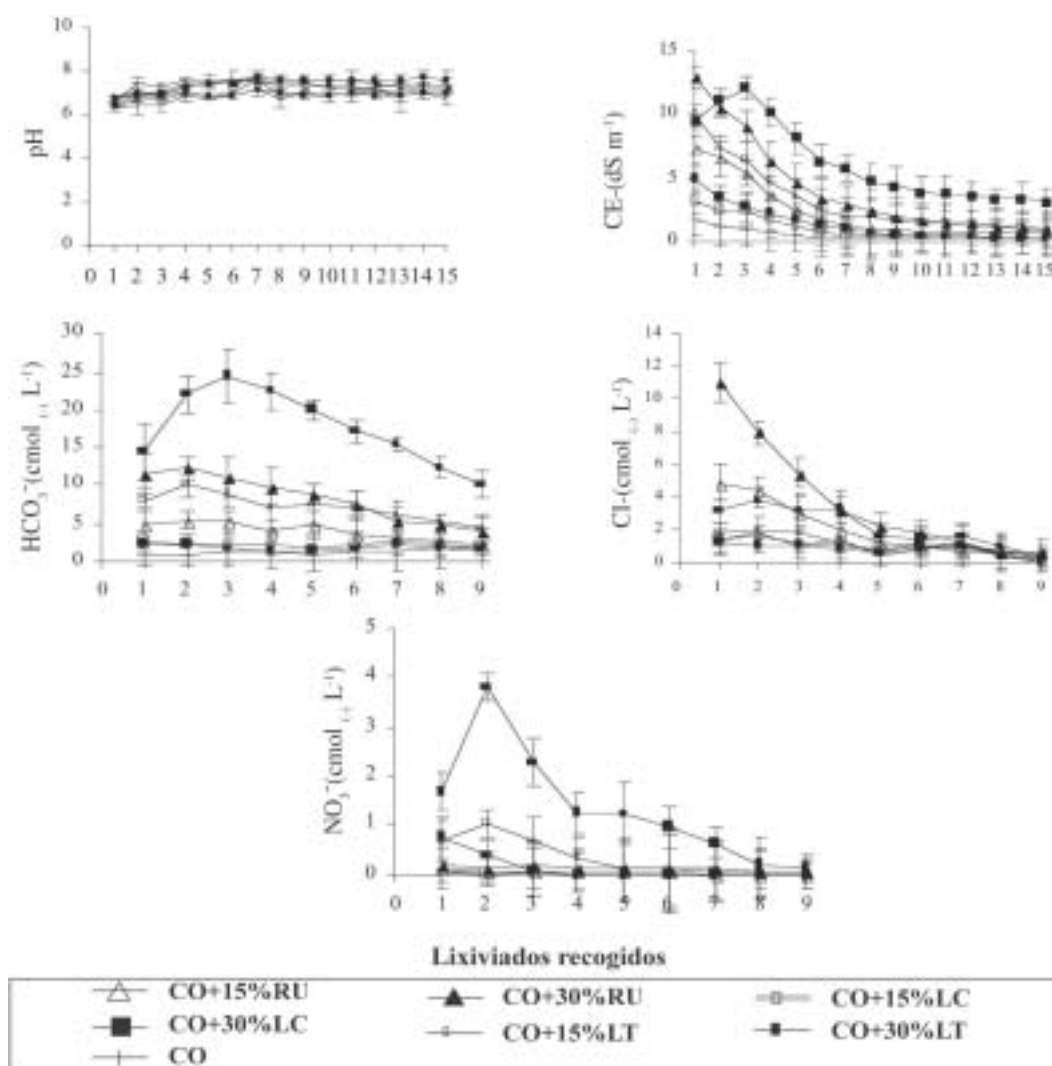 10
8
6
4
2
0
pH
0 1 2 3 4 5 6 7 8 9 10 11 12 13 14 15
15
10
5
0
CE-(dS m⁻¹)
1 2 3 4 5 6 7 8 9 10 11 12 13 14 15
30
25
20
15
10
5
0
HCO₃⁻(cmol (-) L⁻¹)
0 1 2 3 4 5 6 7 8 9
14
12
10
8
6
4
2
0
Cl-(cmol (-) L⁻¹)
0 1 2 3 4 5 6 7 8 9
5
4
3
2
1
0
NO₃⁻(cmol (-) L⁻¹)
0 1 2 3 4 5 6 7 8 9
Lixiviados recogidos
CO+15%RU CO+30%RU CO+15%LC
CO+30%LC CO+15%LT CO+30%LT
CO